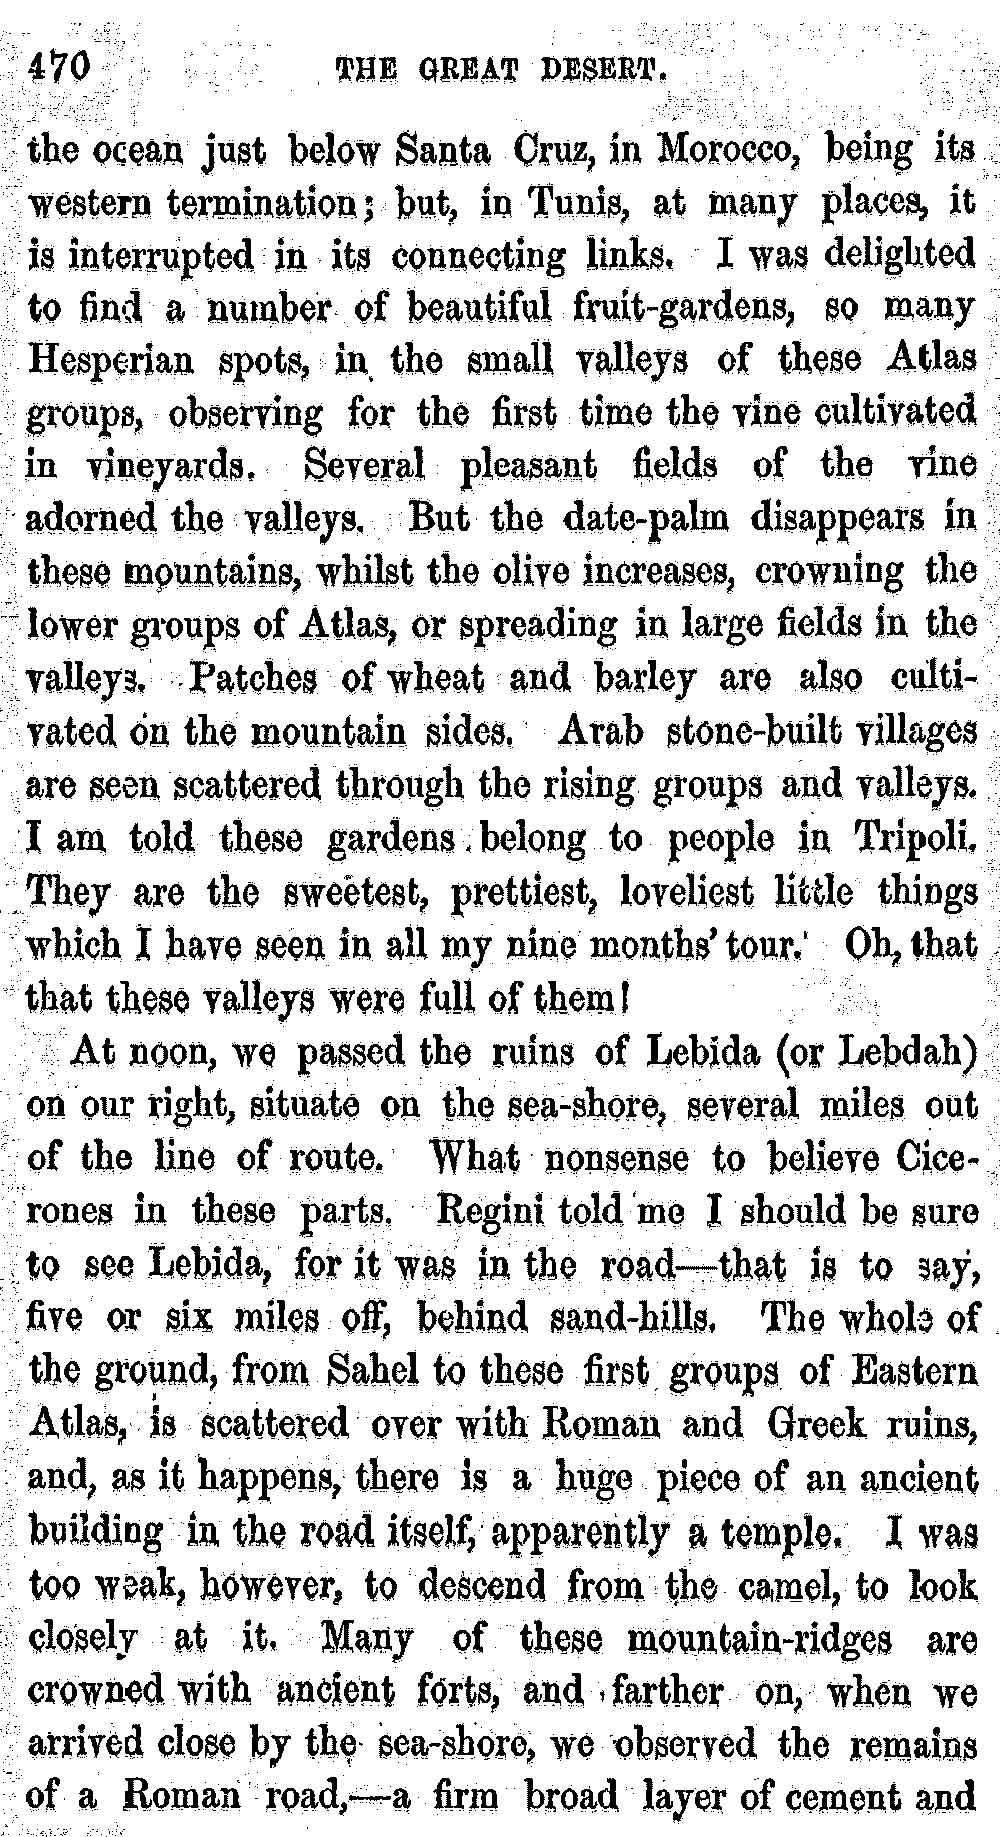 470 THE GREAT DESERT.
the ocean just below Santa Cruz, in Morocco, being its
western termination; but, in Tunis, at many places, it
is interrupted in its connecting links. I was delighted
to find a number of beautiful fruit-gardens, so many
Hesperian spots, in the small valleys of these Atlas
groups, observing for the first time the vine cultivated
in vineyards. Several pleasant fields of the vine
adorned the valleys. But the date-palm disappears in
these mountains, whilst the olive increases, crowning the
lower groups of Atlas, or spreading in large fields in the
valleys. Patches of wheat and barley are also culti-
vated on the mountain sides. Arab stone-built villages
are seen scattered through the rising groups and valleys.
I am told these gardens belong to people in Tripoli.
They are the sweetest, prettiest, loveliest little things
which I have seen in all my nine months' tour. Oh, that
that these valleys were full of them!
At noon, we passed the ruins of Lebida (or Lebdah)
on our right, situate on the sea-shore, several miles out
of the line of route. What nonsense to believe Cice-
rones in these parts. Regini told me I should be sure
to see Lebida, for it was in the road—that is to say,
five or six miles off, behind sand-hills. The whole of
the ground, from Sahel to these first groups of Eastern
Atlas, is scattered over with Roman and Greek ruins,
and, as it happens, there is a huge piece of an ancient
building in the road itself, apparently a temple. I was
too weak, however, to descend from the camel, to look
closely at it. Many of these mountain-ridges are
crowned with ancient forts, and farther on, when we
arrived close by the sea-shore, we observed the remains
of a Roman road,—a firm broad layer of cement and